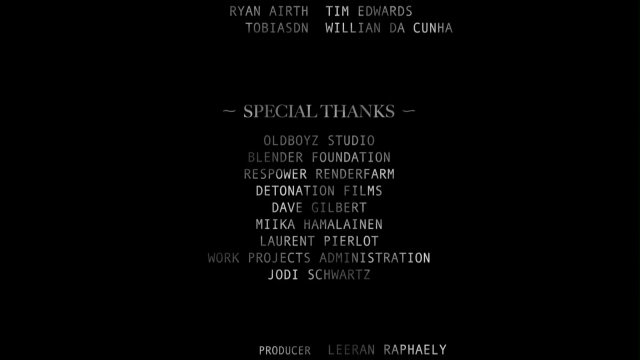 RYAN AIRTH TIM EDWARDS
TOBIASDN WILLIAN DA CUNHA
~ SPECIAL THANKS ~
OLDBOYZ STUDIO
BLENDER FOUNDATION
RESPOWER RENDERFARM
DETONATION FILMS
DAVE GILBERT
MIIKA HAMALAINEN
LAURENT PIERLOT
WORK PROJECTS ADMINISTRATION
JODI SCHWARTZ
PRODUCER LEERAN RAPHAELY